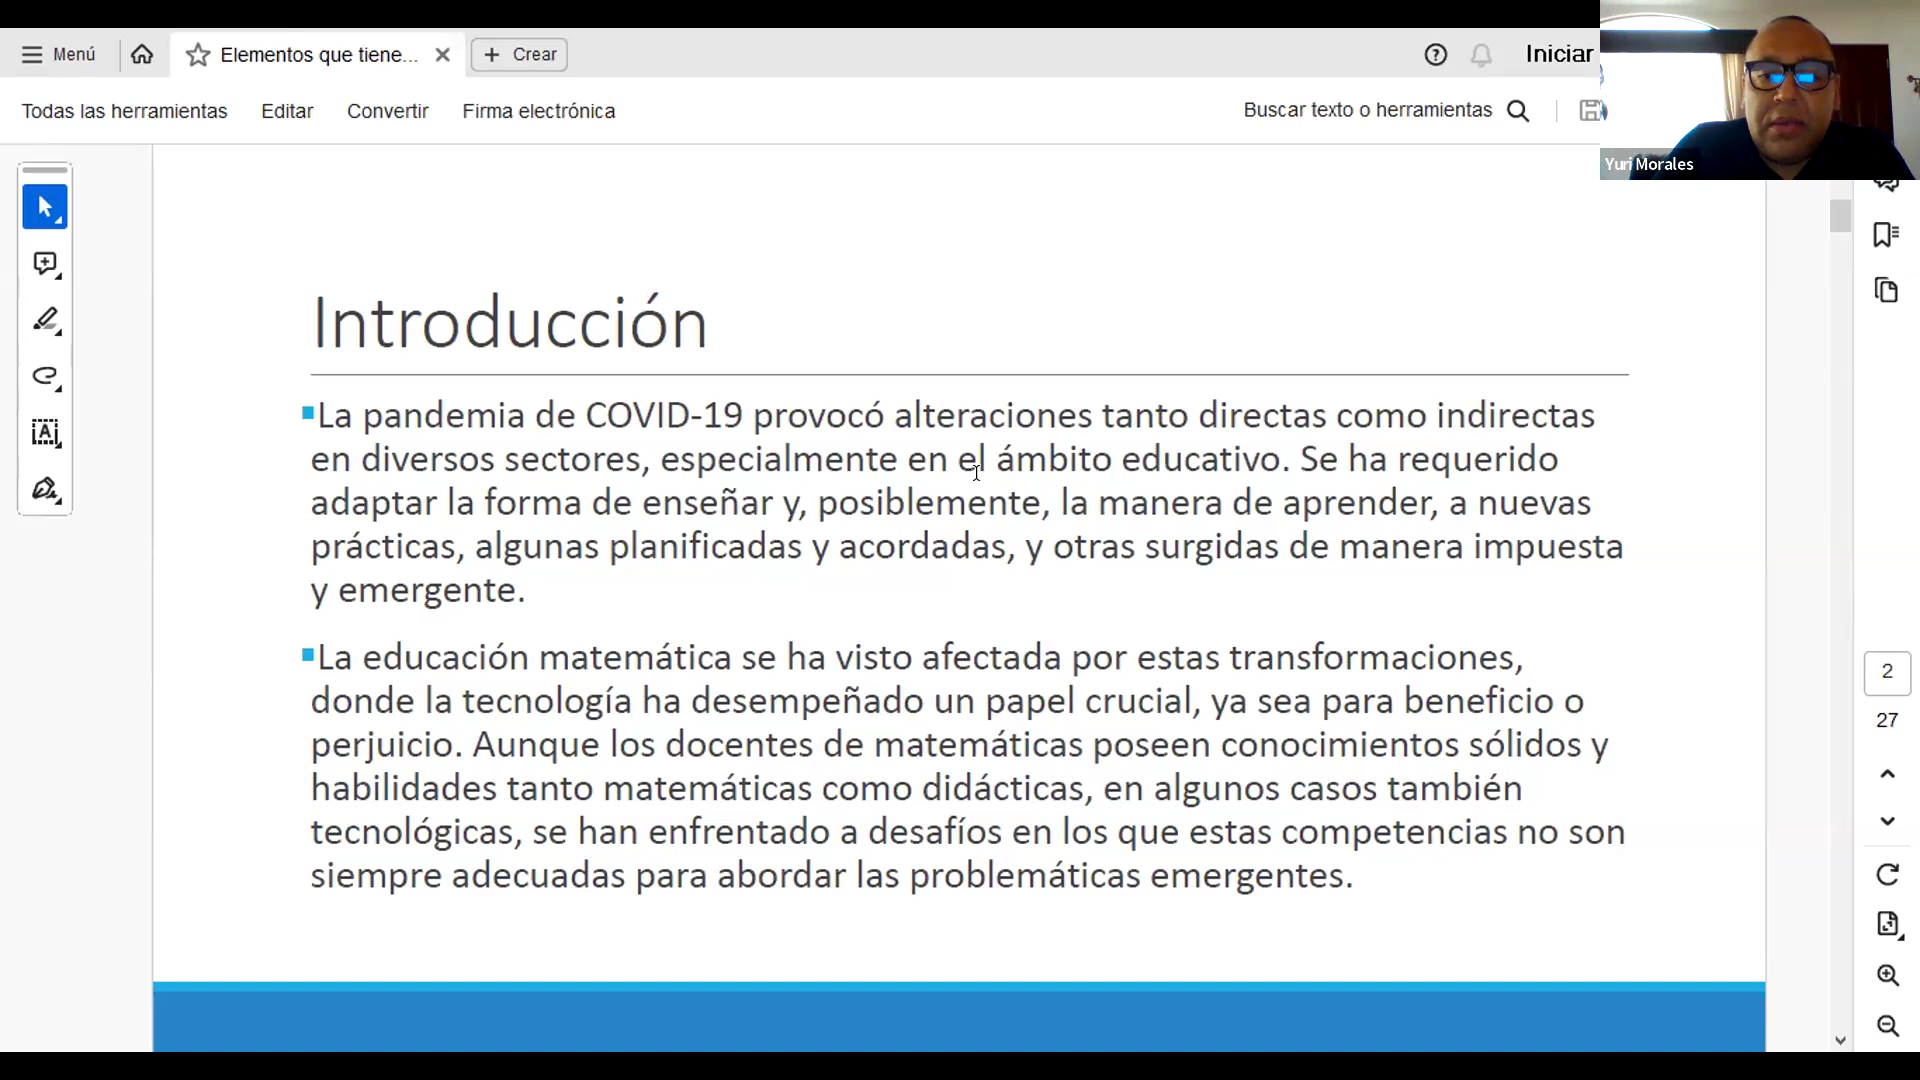 Menú
Elementos que tiene...
Crear
Iniciar
Todas las herramientas
Editar
Convertir
Firma electrónica
Buscar texto o herramientas
Yuri Morales
Introducción
La pandemia de COVID-19 provocó alteraciones tanto directas como indirectas
en diversos sectores, especialmente en el ámbito educativo. Se ha requerido
adaptar la forma de enseñar y, posiblemente, la manera de aprender, a nuevas
prácticas, algunas planificadas y acordadas, y otras surgidas de manera impuesta
y emergente.
La educación matemática se ha visto afectada por estas transformaciones,
donde la tecnología ha desempeñado un papel crucial, ya sea para beneficio o
perjuicio. Aunque los docentes de matemáticas poseen conocimientos sólidos y
habilidades tanto matemáticas como didácticas, en algunos casos también
tecnológicas, se han enfrentado a desafíos en los que estas competencias no son
siempre adecuadas para abordar las problemáticas emergentes.
2
27